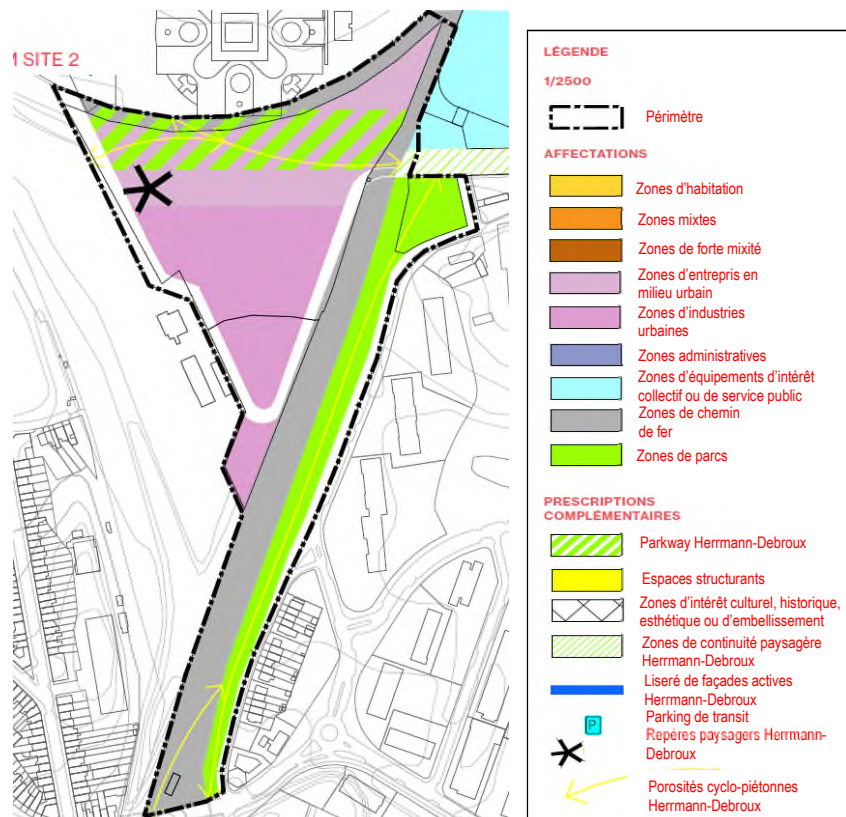 M SITE 2
LÉGENDE
1/2500
Périmètre
AFFECTATIONS
Zones d'habitation
Zones mixtes
Zones de forte mixité
Zones d'entrepris en
milieu urbain
Zones d'industries
urbaines
Zones administratives
Zones d'équipements d'intérêt
collectif ou de service public
Zones de chemin
de fer
Zones de parcs
PRESCRIPTIONS
COMPLÉMENTAIRES
Parkway Herrmann-Debroux
Espaces structurants
Zones d'intérêt culturel, historique,
esthétique ou d'embellissement
Zones de continuité paysagère
Herrmann-Debroux
Liseré de façades actives
Herrmann-Debroux
P
Parking de transit
Repères paysagers Herrmann-
Debroux
Porosités cyclo-piétonnes
Herrmann-Debroux